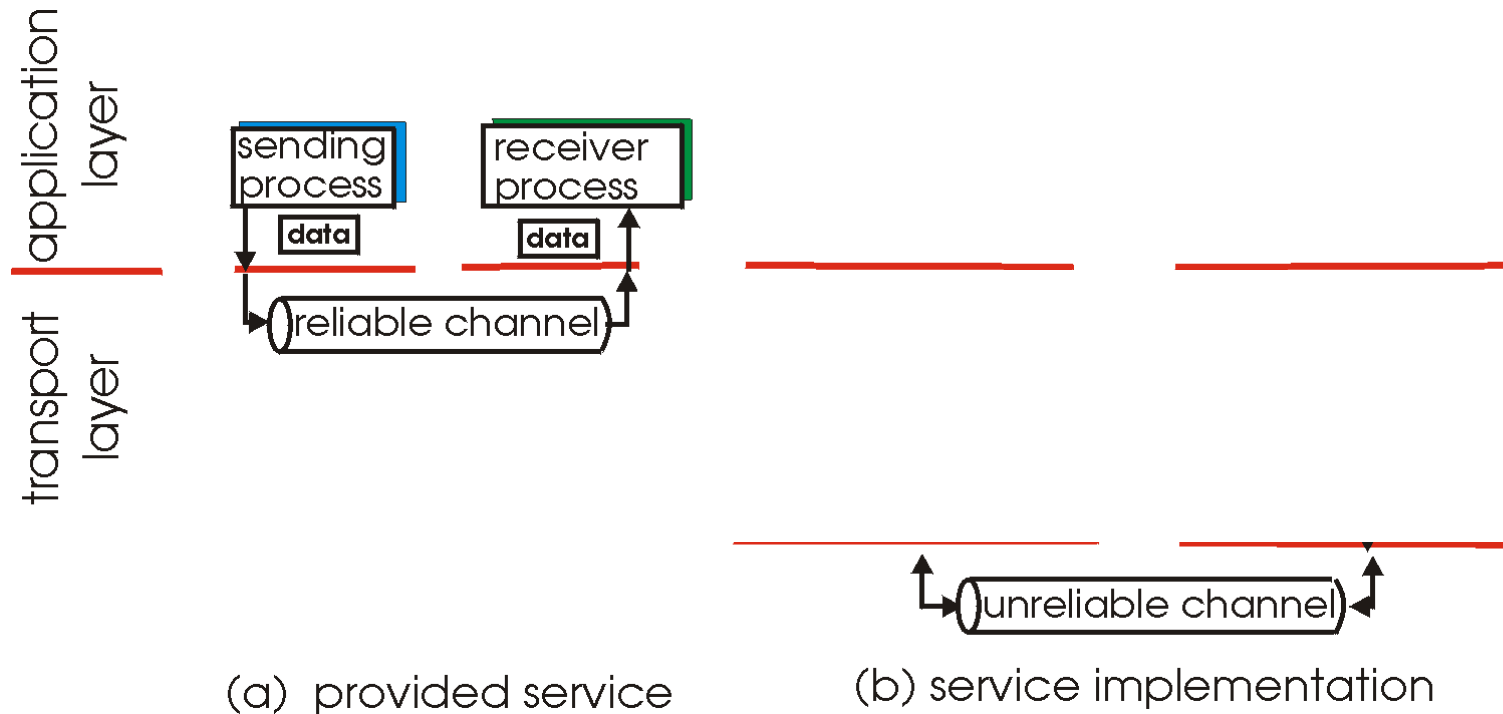 application
layer
transport
layer
sending
process
data
receiver
process
data
reliable channel
unreliable channel
(a) provided service
(b) service implementation